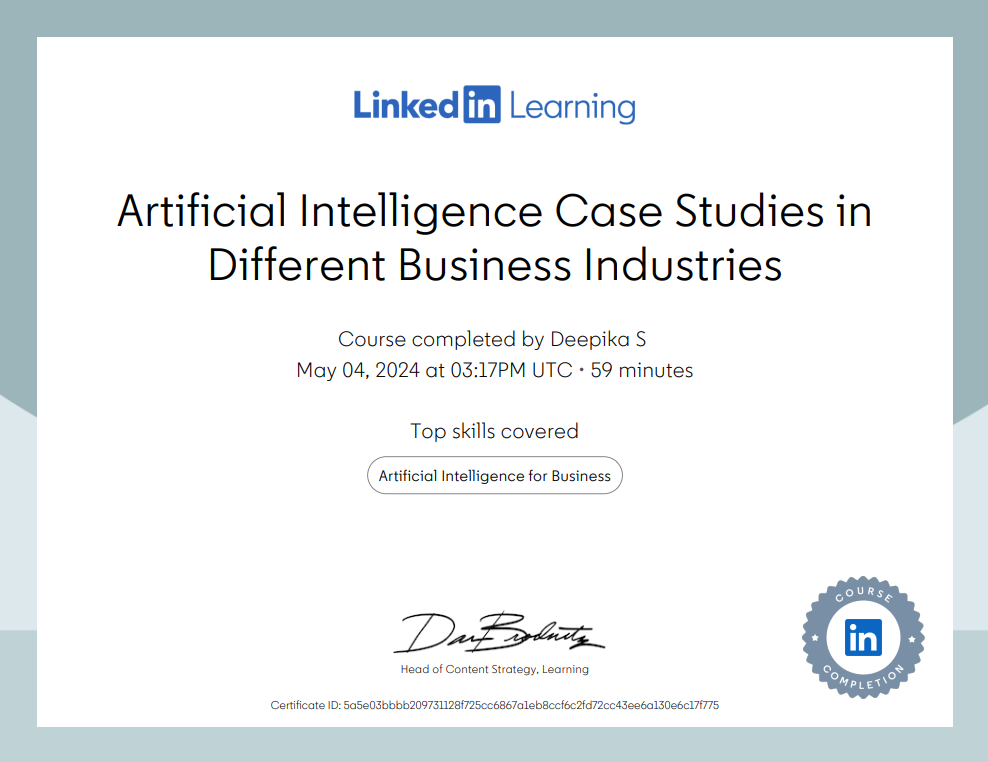 Linked in Learning
Artificial Intelligence Case Studies in
Different Business Industries
Course completed by Deepika S
May 04, 2024 at 03:17PM UTC • 59 minutes
Top skills covered
Artificial Intelligence for Business
Dan Brodnitz
Head of Content Strategy, Learning
Certificate ID: 5a5e03bbbb209731128f725cc6867a1eb8ccf6c2fd72cc43ee6a130e6c17f775
COURSE
in
COMPLETION